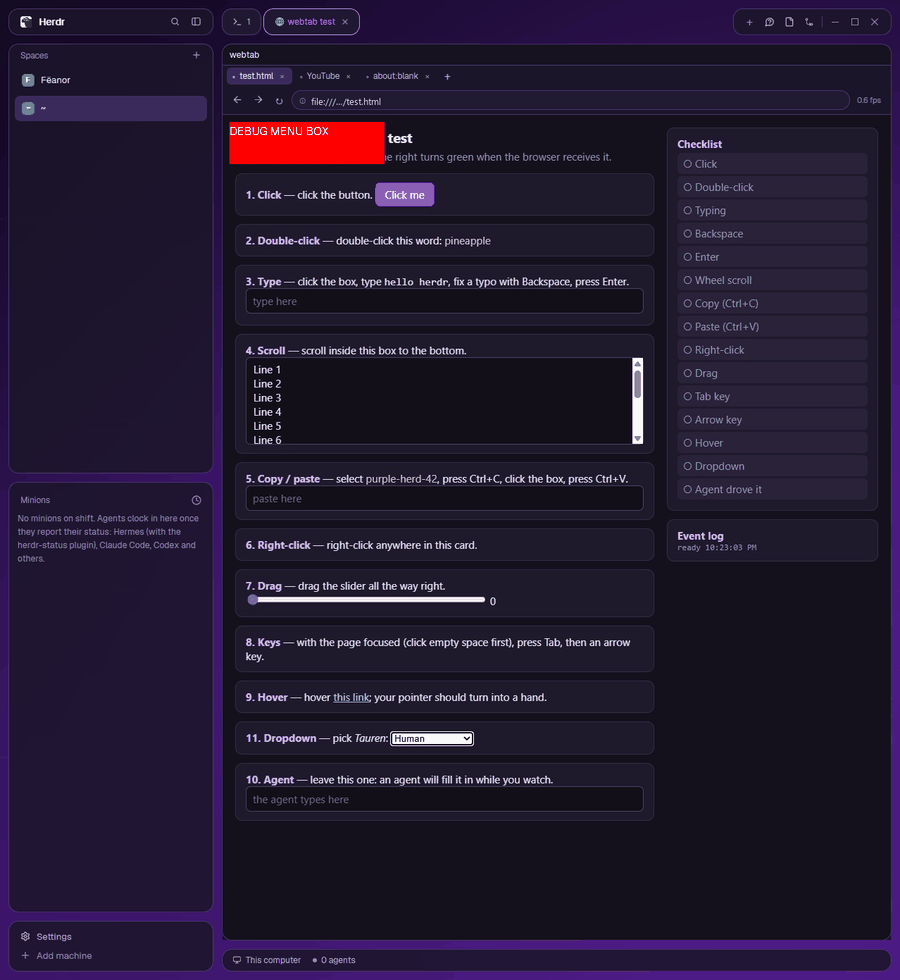 Herdr
1
webtab test
Spaces
F
Fëanor
~
~
Minions
No minions on shift. Agents clock in here once
they report their status: Hermes (with the
herdr-status plugin), Claude Code, Codex and
others.
Settings
Add machine
webtab
test.html
YouTube
about:blank
file:///…/test.html
0.6 fps
DEBUG MENU BOX
test
e right turns green when the browser receives it.
1. Click — click the button. Click me
2. Double-click — double-click this word: pineapple
3. Type — click the box, type hello herdr, fix a typo with Backspace, press Enter.
type here
4. Scroll — scroll inside this box to the bottom.
Line 1
Line 2
Line 3
Line 4
Line 5
Line 6
5. Copy / paste — select purple-herd-42, press Ctrl+C, click the box, press Ctrl+V.
paste here
6. Right-click — right-click anywhere in this card.
7. Drag — drag the slider all the way right.
0
8. Keys — with the page focused (click empty space first), press Tab, then an arrow
key.
9. Hover — hover this link; your pointer should turn into a hand.
11. Dropdown — pick Tauren: Human
10. Agent — leave this one: an agent will fill it in while you watch.
the agent types here
Checklist
Click
Double-click
Typing
Backspace
Enter
Wheel scroll
Copy (Ctrl+C)
Paste (Ctrl+V)
Right-click
Drag
Tab key
Arrow key
Hover
Dropdown
Agent drove it
Event log
ready 10:23:03 PM
This computer
0 agents